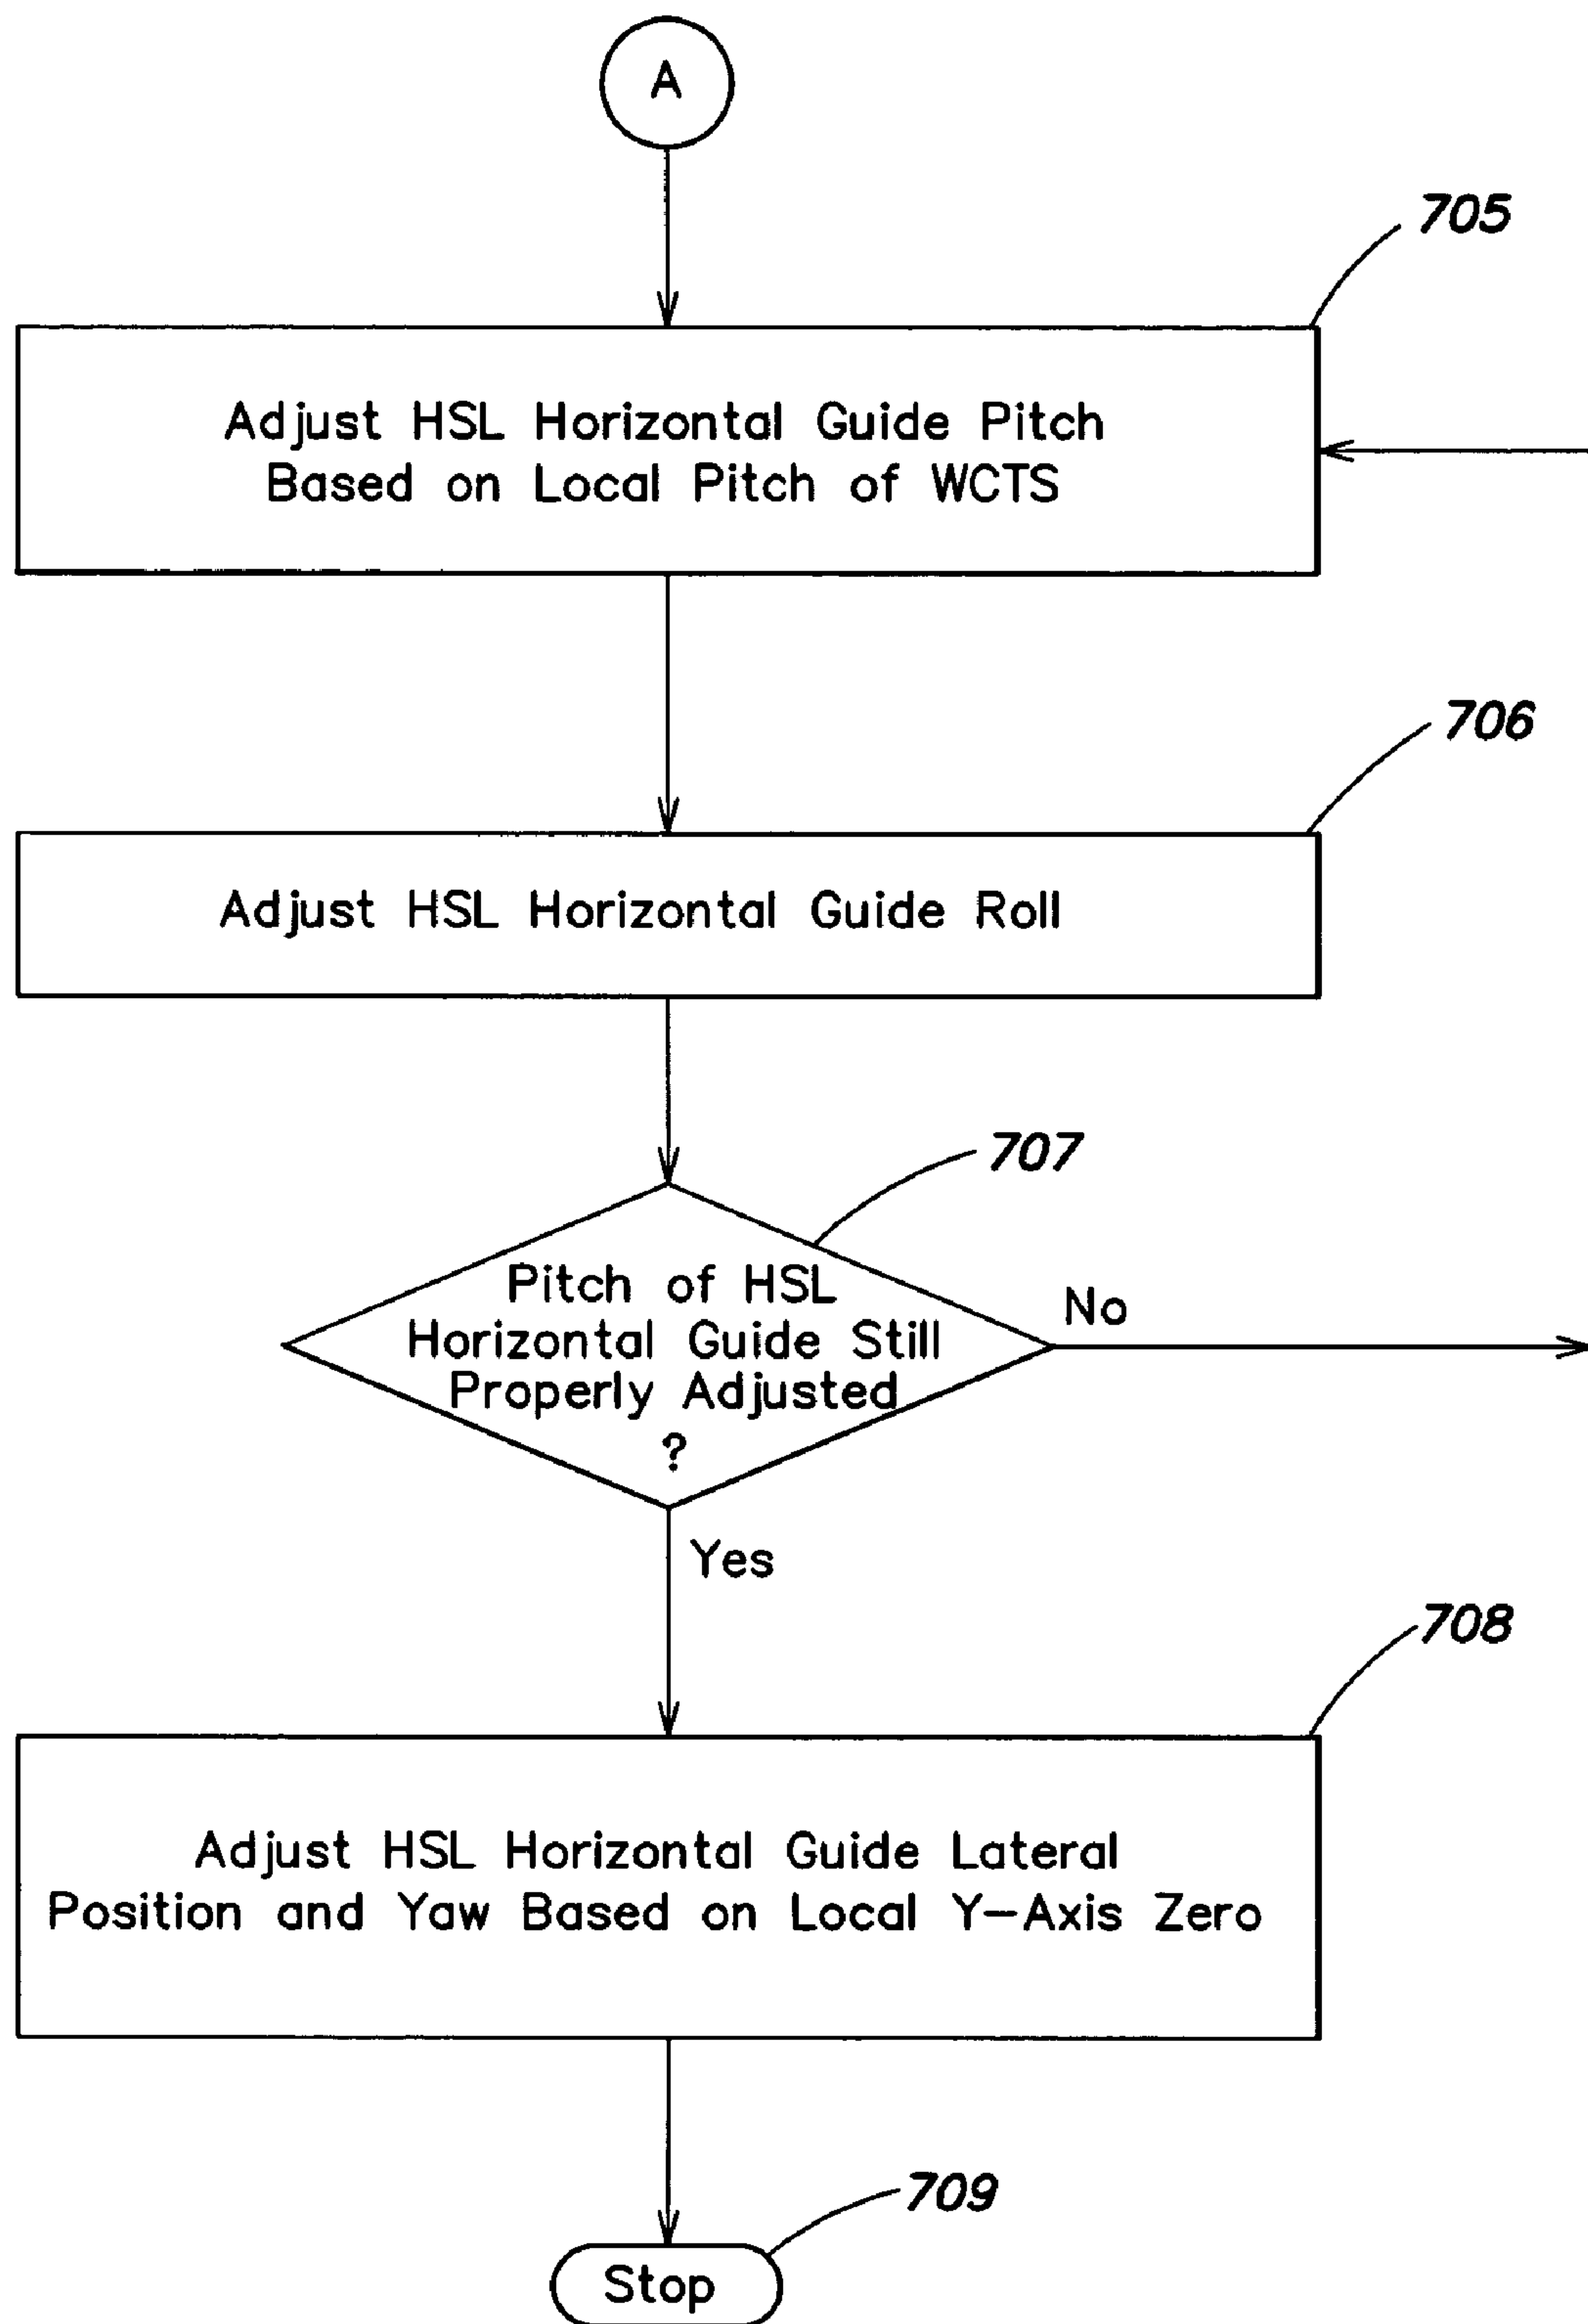 A
705
Adjust HSL Horizontal Guide Pitch
Based on Local Pitch of WCTS
706
Adjust HSL Horizontal Guide Roll
707
Pitch of HSL
Horizontal Guide Still
Properly Adjusted
?
No
Yes
708
Adjust HSL Horizontal Guide Lateral
Position and Yaw Based on Local Y-Axis Zero
709
Stop